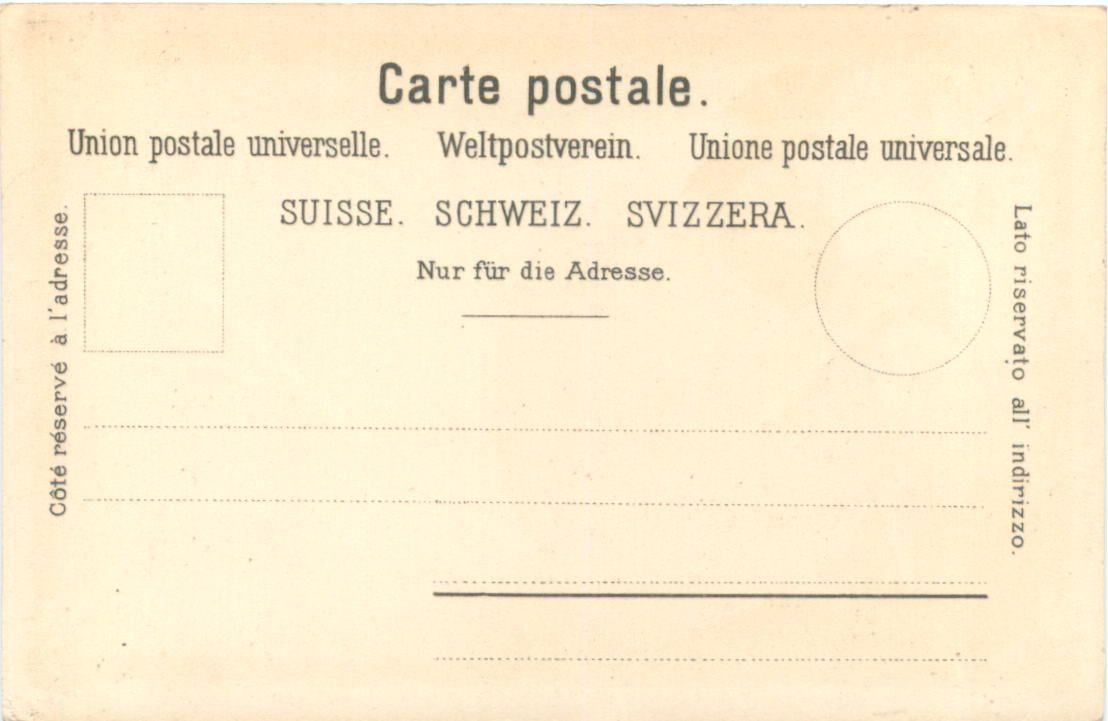 Carte postale.
Union postale universelle. Weltpostverein. Unione postale universale.
SUISSE. SCHWEIZ. SVIZZERA.
Nur für die Adresse.
Côté réservé à l'adresse.
Lato riservato all' indirizzo.